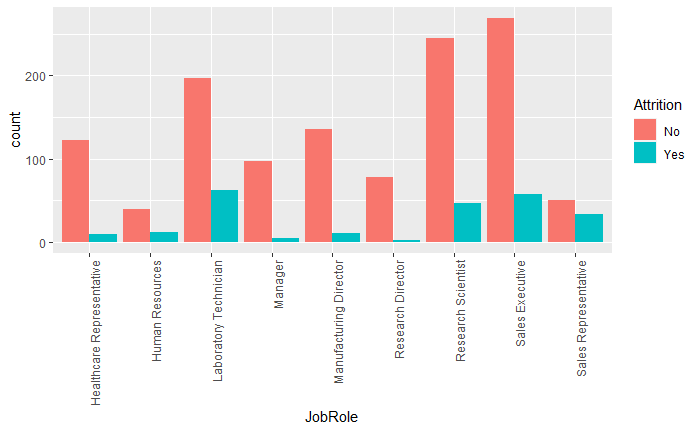 count
200
100
0
Healthcare Representative
Human Resources
Laboratory Technician
Manager
Manufacturing Director
Research Director
Research Scientist
Sales Executive
Sales Representative
JobRole
Attrition
No
Yes